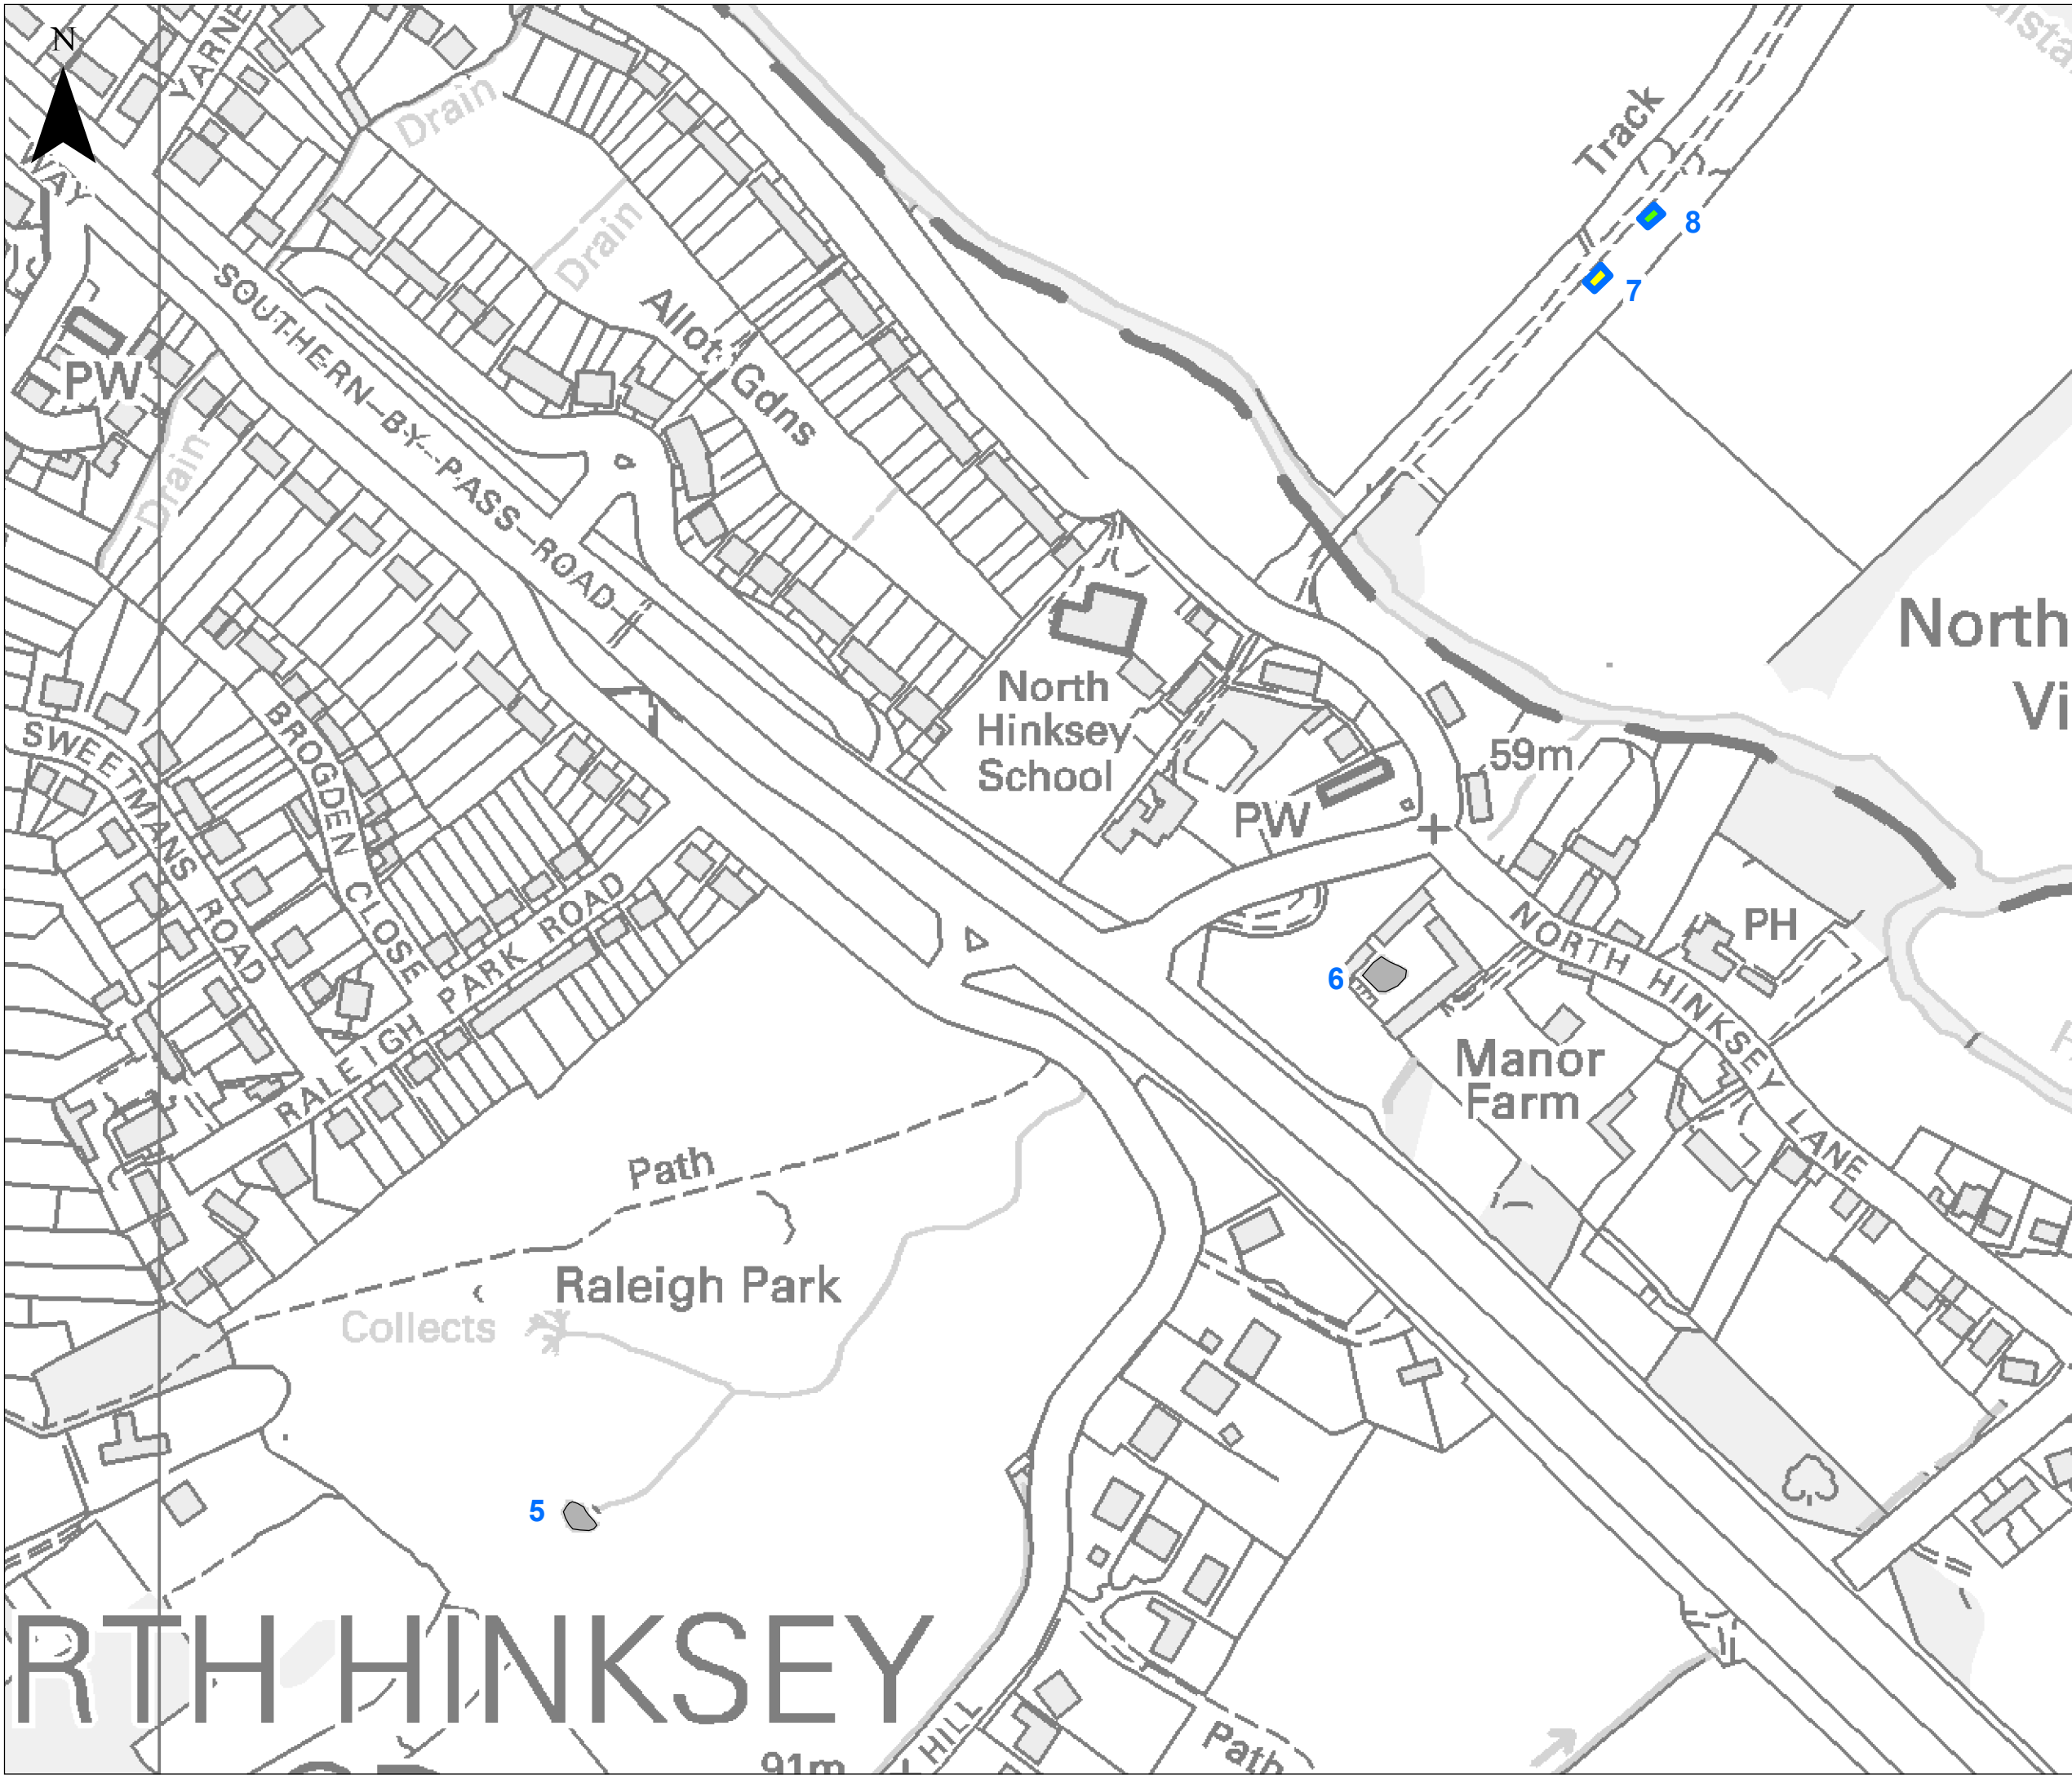 N
WAY
Drain
Drain
Track
8
7
SOUTHERN BY PASS ROAD
Allot Gdns
PW
Drain
North
Vi
North
Hinksey
School
59m
PW
SWEETMANS ROAD
BROGDEN CLOSE
RALEIGH PARK ROAD
NORTH HINKSEY LANE
PH
6
Manor
Farm
Path
Raleigh Park
Collects
5
RTH HINKSEY
HILL
91m
Path